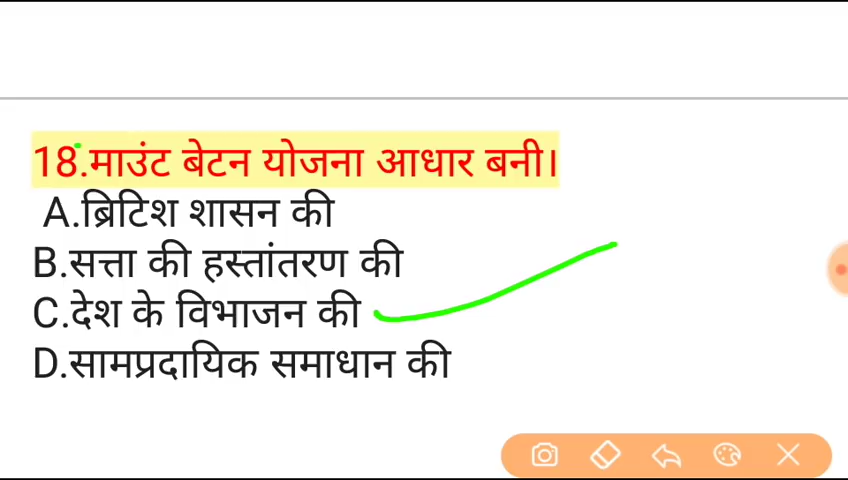 18.माउंट बेटन योजना आधार बनी।
A.ब्रिटिश शासन की
B.सत्ता की हस्तांतरण की
C.देश के विभाजन की
D.सामप्रदायिक समाधान की